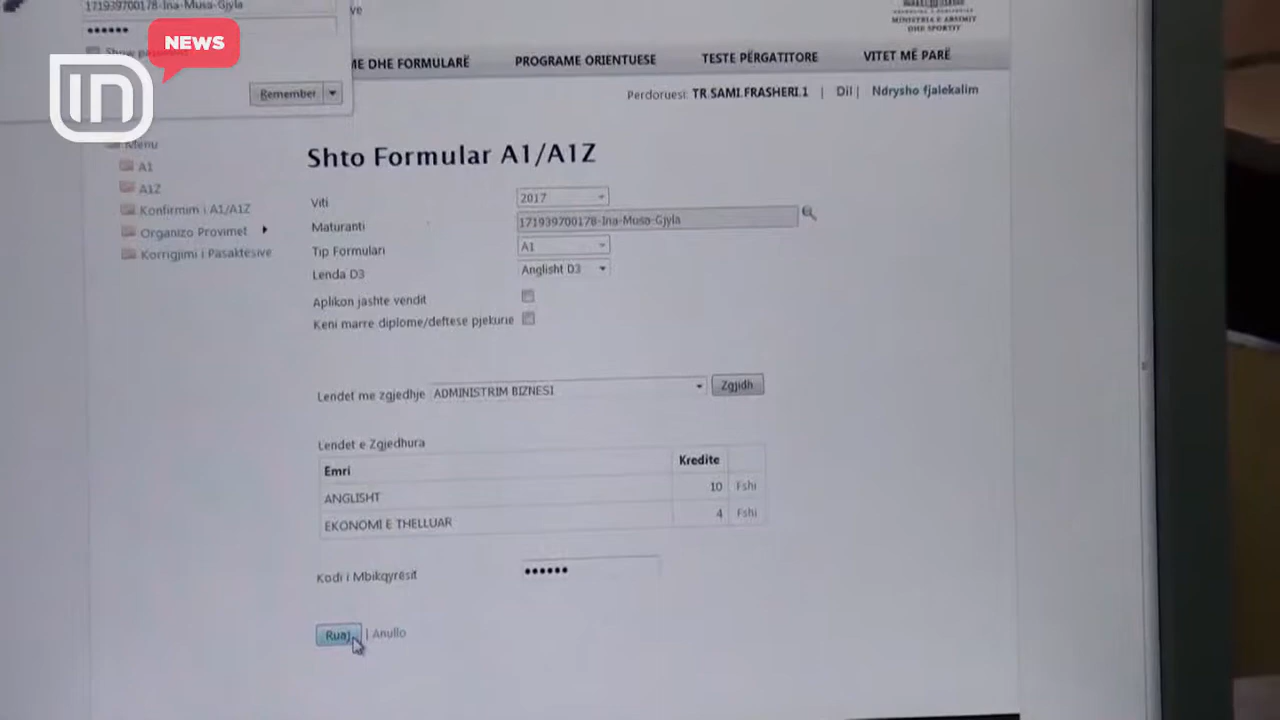 171939700178-Ina-Musa-Gjyla
••••••
NEWS
IN
Remember
MINISTRIA E ARSIMIT
DHE SPORTIT
ME DHE FORMULARË
PROGRAME ORIENTUESE
TESTE PËRGATITORE
VITET MË PARË
Perdoruesi: TR.SAMI.FRASHERI.1 | Dil | Ndrysho fjalekalim
Menu
A1
A1Z
Konfirmim i A1/A1Z
Organizo Provimet
Korrigjimi i Pasaktesive
Shto Formular A1/A1Z
Viti 2017
Maturanti 171939700178-Ina-Musa-Gjyla
Tip Formulari A1
Lenda D3 Anglisht D3
Aplikon jashte vendit
Keni marre diplome/deftese pjekurie
Lendet me zgjedhje ADMINISTRIM BIZNESI Zgjidh
Lendet e Zgjedhura
Emri Kredite
ANGLISHT 10 Fshi
EKONOMI E THELLUAR 4 Fshi
Kodi i Mbikqyrësit ••••••
Ruaj | Anullo